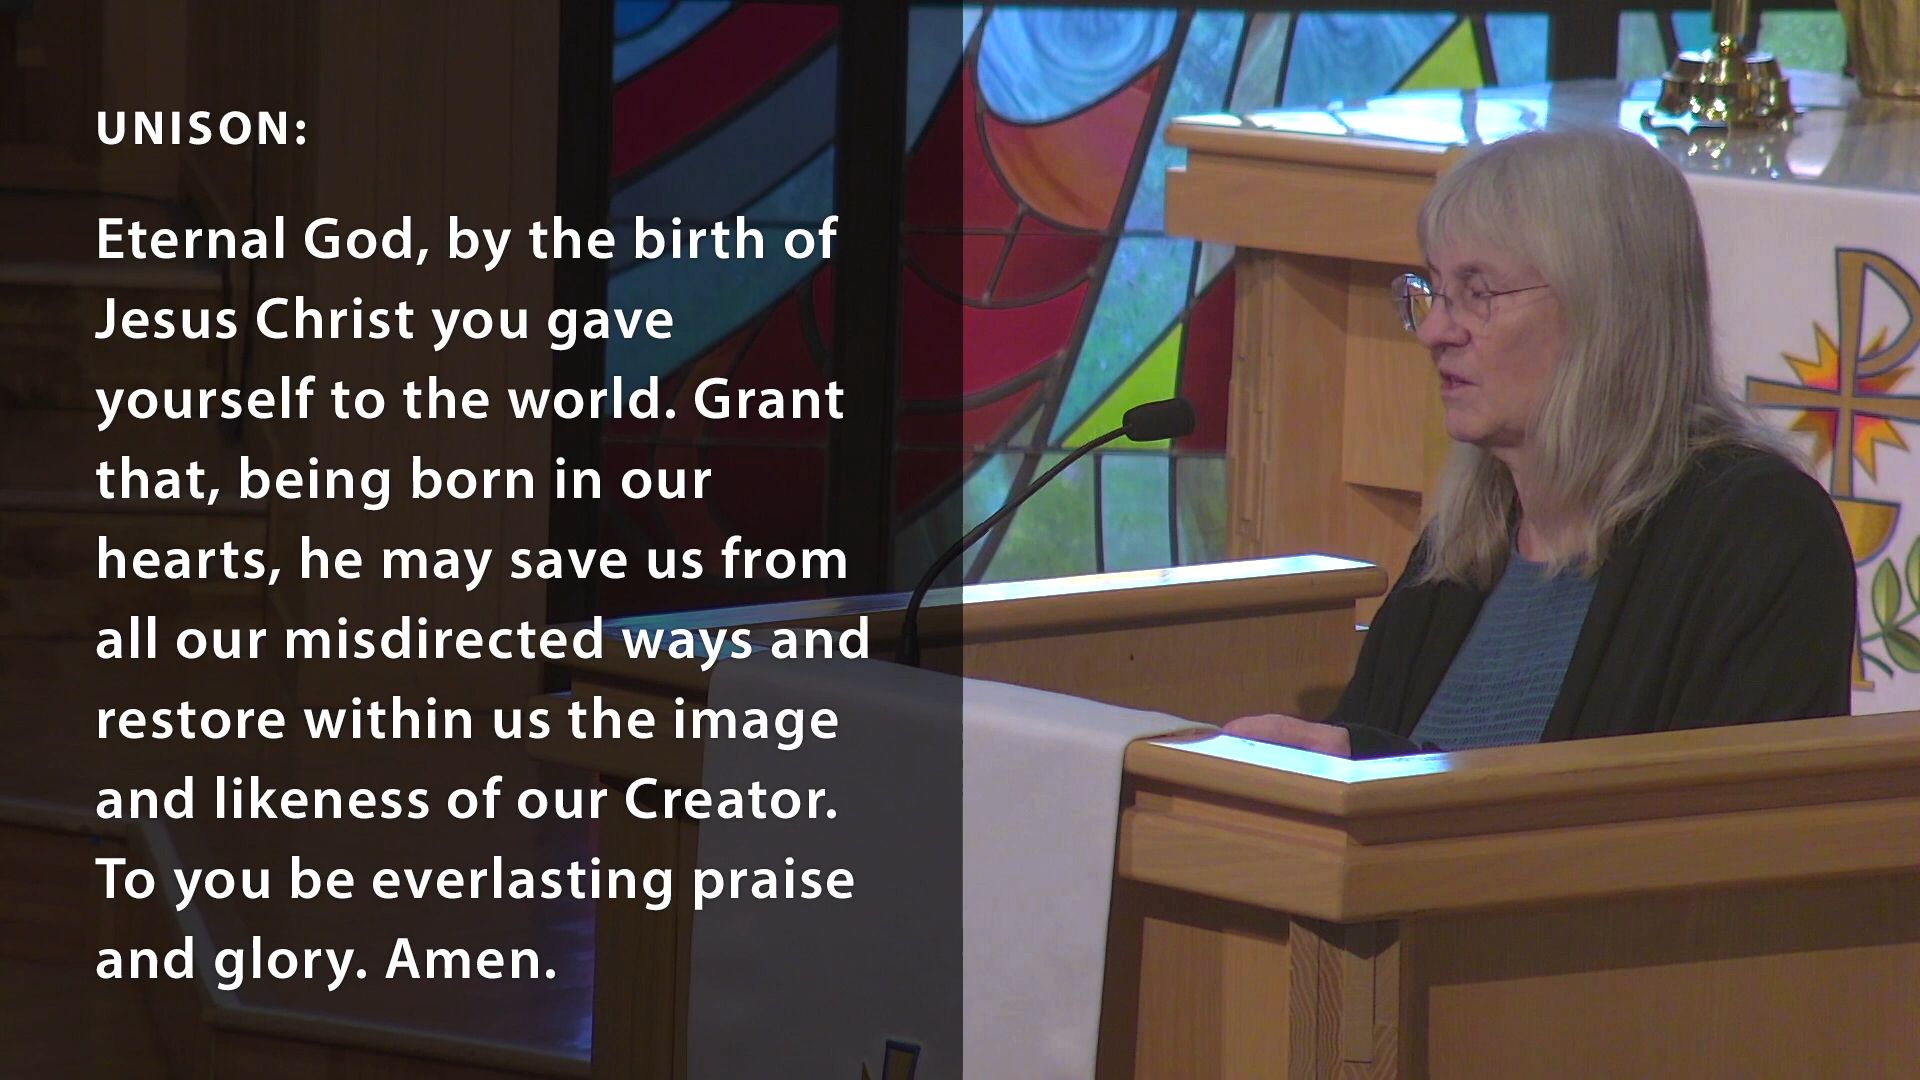 UNISON:
Eternal God, by the birth of
Jesus Christ you gave
yourself to the world. Grant
that, being born in our
hearts, he may save us from
all our misdirected ways and
restore within us the image
and likeness of our Creator.
To you be everlasting praise
and glory. Amen.